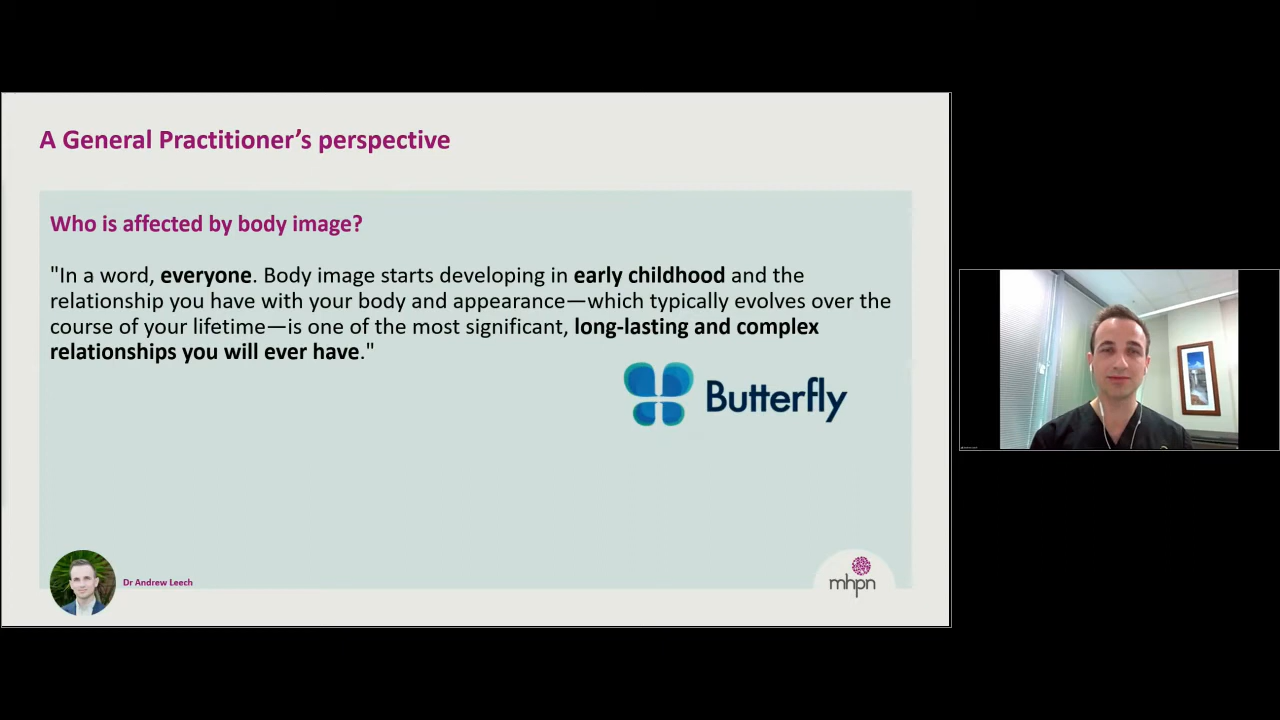 A General Practitioner’s perspective
Who is affected by body image?
"In a word, everyone. Body image starts developing in early childhood and the
relationship you have with your body and appearance—which typically evolves over the
course of your lifetime—is one of the most significant, long-lasting and complex
relationships you will ever have."
Butterfly
Dr Andrew Leech
mhpn